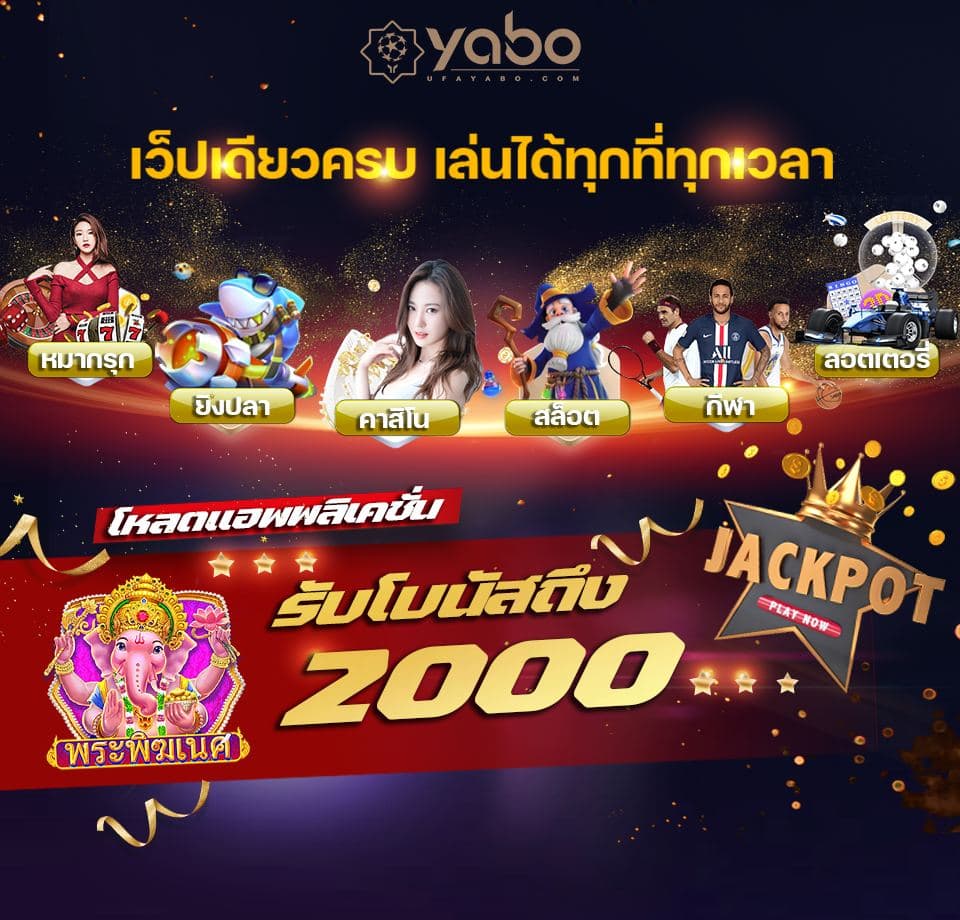 yabo
UFAYABO.COM
เว็ปเดียวครบ เล่นได้ทุกที่ทุกเวลา
หมากรุก
ยิงปลา
คาสิโน
สล็อต
กีฬา
ลอตเตอรี่
BINGO
777
ALL
โหลดแอพพลิเคชั่น
รับโบนัสถึง
2000
JACKPOT
PLAY NOW
พระพิฆเนศ